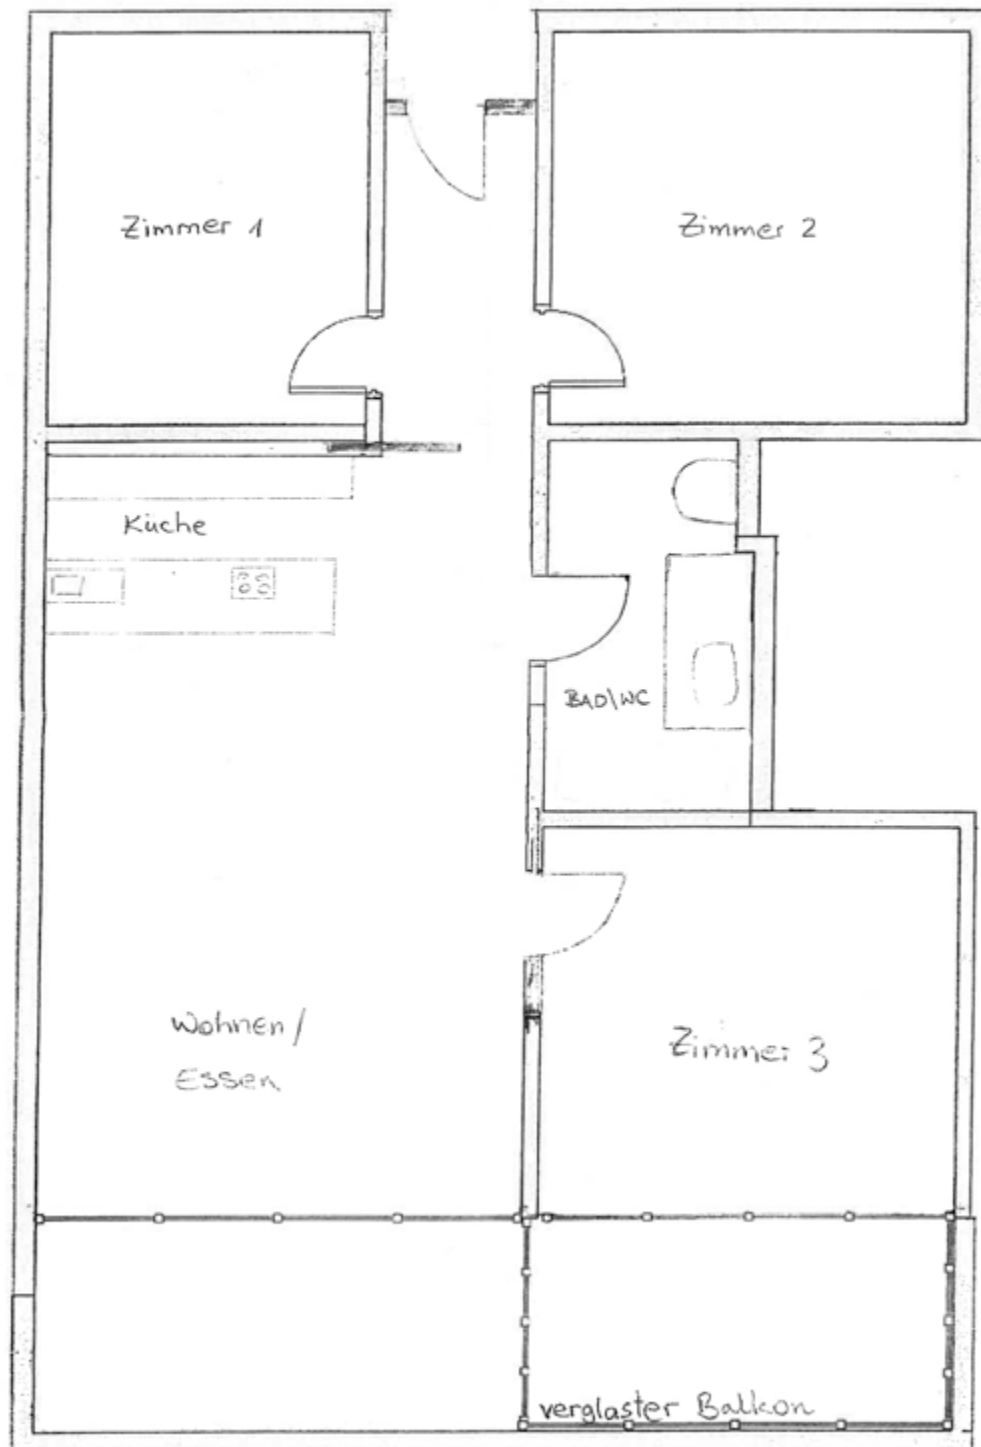 Zimmer 1
Zimmer 2
Küche
BAD\WC
Wohnen/
Essen
Zimmer 3
verglaster Balkon